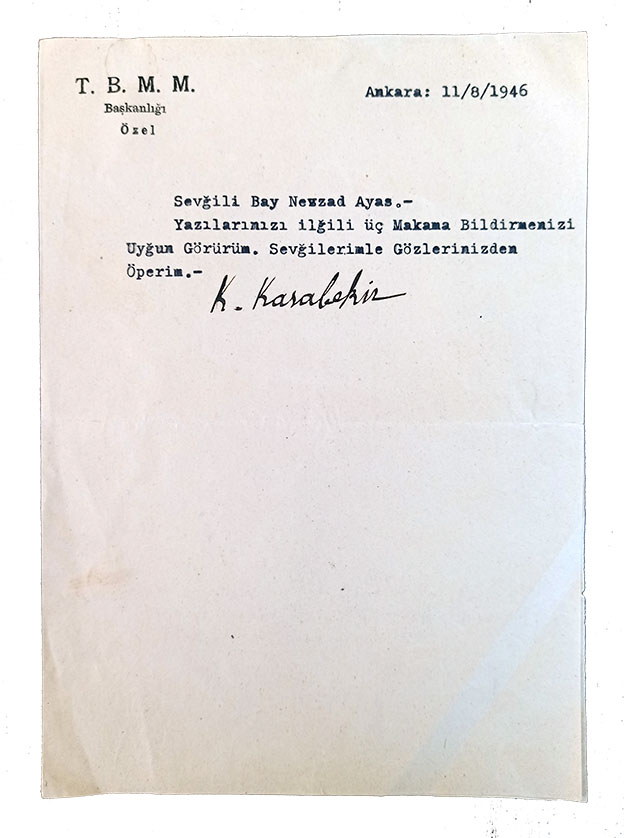 T. B. M. M.
Başkanlığı
Özel
Ankara: 11/8/1946
Sevğili Bay Nevzad Ayas.-
Yazılarınızı ilğili üç Makama Bildirmenizi
Uyğun Görürüm. Sevğilerimle Gözlerinizden
Öperim.-
K. Karabekir